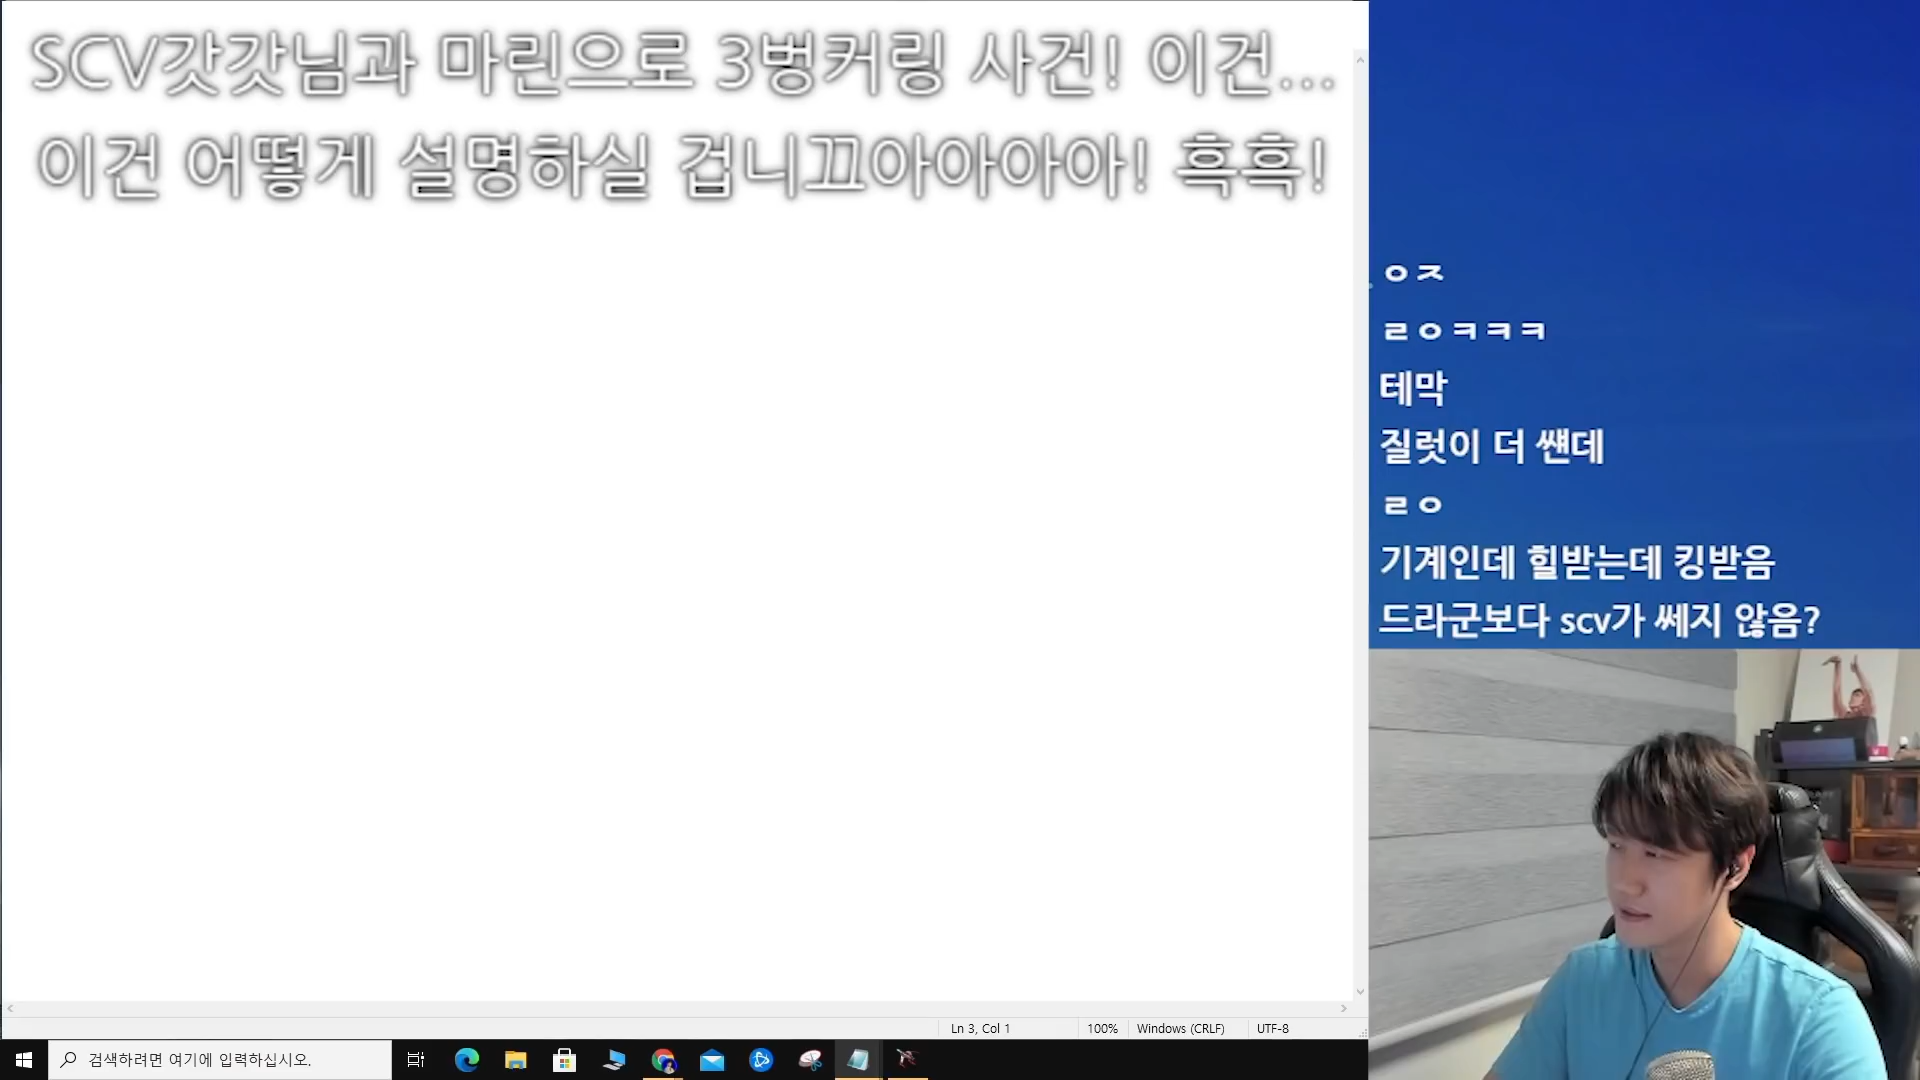 SCV갓갓님과 마린으로 3벙커링 사건! 이건...
이건 어떻게 설명하실 겁니끄아아아아! 흑흑!
ㅇㅈ
ㄹㅇㅋㅋㅋ
테막
질럿이 더 쌘데
ㄹㅇ
기계인데 힐받는데 킹받음
드라군보다 scv가 쎄지 않음?
Ln 3, Col 1
100%
Windows (CRLF)
UTF-8
검색하려면 여기에 입력하십시오.